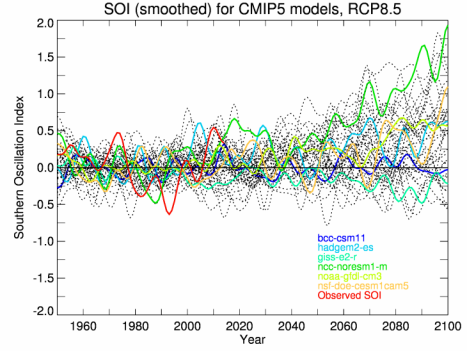 SOI (smoothed) for CMIP5 models, RCP8.5
2.0
1.5
1.0
0.5
0.0
-0.5
-1.0
-1.5
-2.0
Southern Oscillation Index
bcc-csm11
hadgem2-es
giss-e2-r
ncc-noresm1-m
noaa-gfdl-cm3
nsf-doe-cesm1cam5
Observed SOI
1960 1980 2000 2020 2040 2060 2080 2100
Year